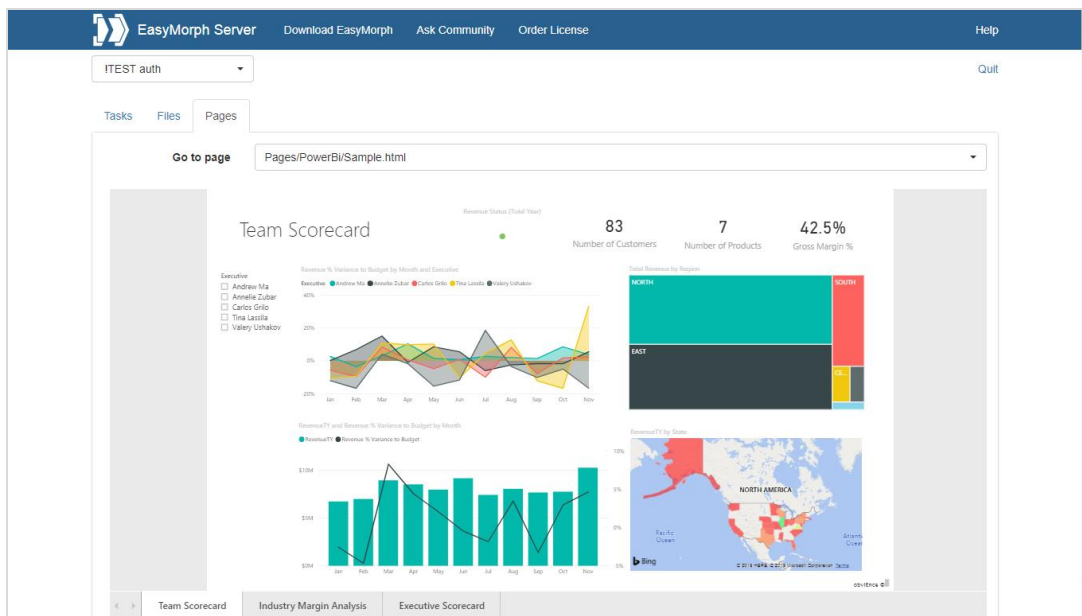 EasyMorph Server Download EasyMorph Ask Community Order License Help
!TEST auth Quit
Tasks Files Pages
Go to page Pages/PowerBi/Sample.html
Team Scorecard
Revenue Status (Total Year)
83
Number of Customers
7
Number of Products
42.5%
Gross Margin %
Executive
Andrew Ma
Annelie Zubar
Carlos Grilo
Tina Lassila
Valery Ushakov
Revenue % Variance to Budget by Month and Executive
Executive Andrew Ma Annelie Zubar Carlos Grilo Tina Lassila Valery Ushakov
40%
20%
0%
-20%
Jan Feb Mar Apr May Jun Jul Aug Sep Oct Nov
Total Revenue by Region
NORTH
SOUTH
EAST
CE...
RevenueTY and Revenue % Variance to Budget by Month
RevenueTY Revenue % Variance to Budget
$10M
$5M
$0M
10%
5%
0%
-5%
Jan Feb Mar Apr May Jun Jul Aug Sep Oct Nov
RevenueTY by State
NORTH AMERICA
Pacific
Ocean
Bing
obviEnce
Team Scorecard Industry Margin Analysis Executive Scorecard